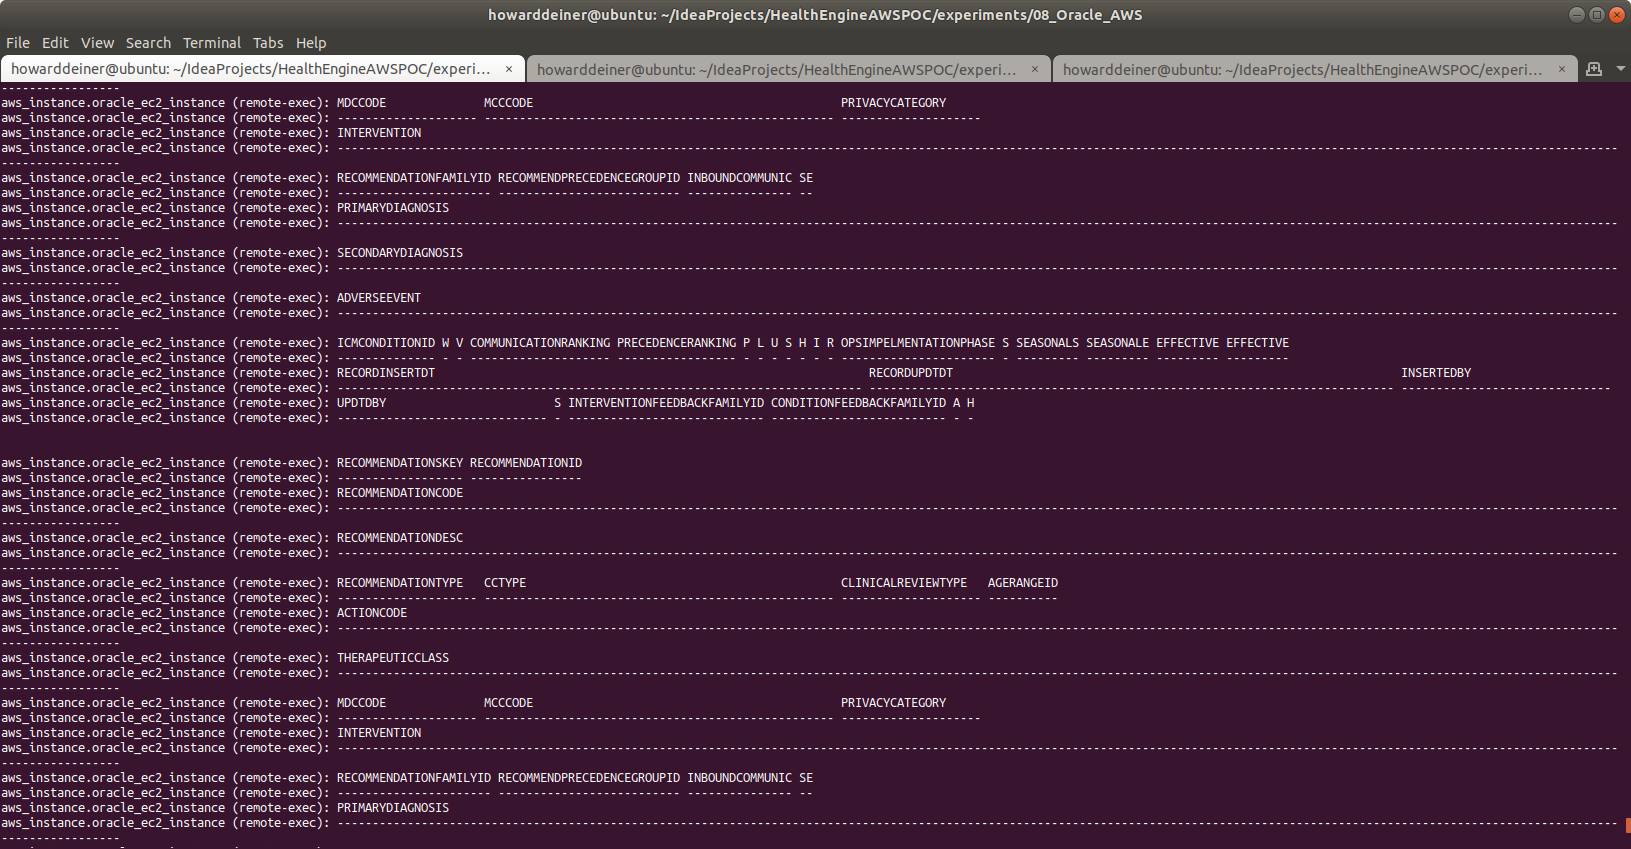 howarddeiner@ubuntu: ~/IdeaProjects/HealthEngineAWSPOC/experiments/08_Oracle_AWS
File Edit View Search Terminal Tabs Help
howarddeiner@ubuntu: ~/IdeaProjects/HealthEngineAWSPOC/experi... × howarddeiner@ubuntu: ~/IdeaProjects/HealthEngineAWSPOC/experi... × howarddeiner@ubuntu: ~/IdeaProjects/HealthEngineAWSPOC/experi... ×
-----------------
aws_instance.oracle_ec2_instance (remote-exec): MDCCODE MCCCODE PRIVACYCATEGORY
aws_instance.oracle_ec2_instance (remote-exec): -------------------- -------------------------------------------------- --------------------
aws_instance.oracle_ec2_instance (remote-exec): INTERVENTION
aws_instance.oracle_ec2_instance (remote-exec): ---------------------------------------------------------------------------------------------------------------------------------------------------------------------------------------
-----------------
aws_instance.oracle_ec2_instance (remote-exec): RECOMMENDATIONFAMILYID RECOMMENDPRECEDENCEGROUPID INBOUNDCOMMUNIC SE
aws_instance.oracle_ec2_instance (remote-exec): ---------------------- -------------------------- --------------- --
aws_instance.oracle_ec2_instance (remote-exec): PRIMARYDIAGNOSIS
aws_instance.oracle_ec2_instance (remote-exec): ---------------------------------------------------------------------------------------------------------------------------------------------------------------------------------------
-----------------
aws_instance.oracle_ec2_instance (remote-exec): SECONDARYDIAGNOSIS
aws_instance.oracle_ec2_instance (remote-exec): ---------------------------------------------------------------------------------------------------------------------------------------------------------------------------------------
-----------------
aws_instance.oracle_ec2_instance (remote-exec): ADVERSEEVENT
aws_instance.oracle_ec2_instance (remote-exec): ---------------------------------------------------------------------------------------------------------------------------------------------------------------------------------------
-----------------
aws_instance.oracle_ec2_instance (remote-exec): ICMCONDITIONID W V COMMUNICATIONRANKING PRECEDENCERANKING P L U S H I R OPSIMPELMENTATIONPHASE S SEASONALS SEASONALE EFFECTIVE EFFECTIVE
aws_instance.oracle_ec2_instance (remote-exec): -------------- - - -------------------- ----------------- - - - - - - - ---------------------- - --------- --------- --------- ---------
aws_instance.oracle_ec2_instance (remote-exec): RECORDINSERTDT RECORDUPDTDT INSERTEDBY
aws_instance.oracle_ec2_instance (remote-exec): --------------------------------------------------------------------------- --------------------------------------------------------------------------- ------------------------------
aws_instance.oracle_ec2_instance (remote-exec): UPDTDBY S INTERVENTIONFEEDBACKFAMILYID CONDITIONFEEDBACKFAMILYID A H
aws_instance.oracle_ec2_instance (remote-exec): ------------------------------ - ---------------------------- ------------------------- - -
aws_instance.oracle_ec2_instance (remote-exec): RECOMMENDATIONSKEY RECOMMENDATIONID
aws_instance.oracle_ec2_instance (remote-exec): ------------------ ----------------
aws_instance.oracle_ec2_instance (remote-exec): RECOMMENDATIONCODE
aws_instance.oracle_ec2_instance (remote-exec): ---------------------------------------------------------------------------------------------------------------------------------------------------------------------------------------
-----------------
aws_instance.oracle_ec2_instance (remote-exec): RECOMMENDATIONDESC
aws_instance.oracle_ec2_instance (remote-exec): ---------------------------------------------------------------------------------------------------------------------------------------------------------------------------------------
-----------------
aws_instance.oracle_ec2_instance (remote-exec): RECOMMENDATIONTYPE CCTYPE CLINICALREVIEWTYPE AGERANGEID
aws_instance.oracle_ec2_instance (remote-exec): -------------------- -------------------------------------------------- -------------------- ----------
aws_instance.oracle_ec2_instance (remote-exec): ACTIONCODE
aws_instance.oracle_ec2_instance (remote-exec): ---------------------------------------------------------------------------------------------------------------------------------------------------------------------------------------
-----------------
aws_instance.oracle_ec2_instance (remote-exec): THERAPEUTICCLASS
aws_instance.oracle_ec2_instance (remote-exec): ---------------------------------------------------------------------------------------------------------------------------------------------------------------------------------------
-----------------
aws_instance.oracle_ec2_instance (remote-exec): MDCCODE MCCCODE PRIVACYCATEGORY
aws_instance.oracle_ec2_instance (remote-exec): -------------------- -------------------------------------------------- --------------------
aws_instance.oracle_ec2_instance (remote-exec): INTERVENTION
aws_instance.oracle_ec2_instance (remote-exec): ---------------------------------------------------------------------------------------------------------------------------------------------------------------------------------------
-----------------
aws_instance.oracle_ec2_instance (remote-exec): RECOMMENDATIONFAMILYID RECOMMENDPRECEDENCEGROUPID INBOUNDCOMMUNIC SE
aws_instance.oracle_ec2_instance (remote-exec): ---------------------- -------------------------- --------------- --
aws_instance.oracle_ec2_instance (remote-exec): PRIMARYDIAGNOSIS
aws_instance.oracle_ec2_instance (remote-exec): ---------------------------------------------------------------------------------------------------------------------------------------------------------------------------------------
-----------------